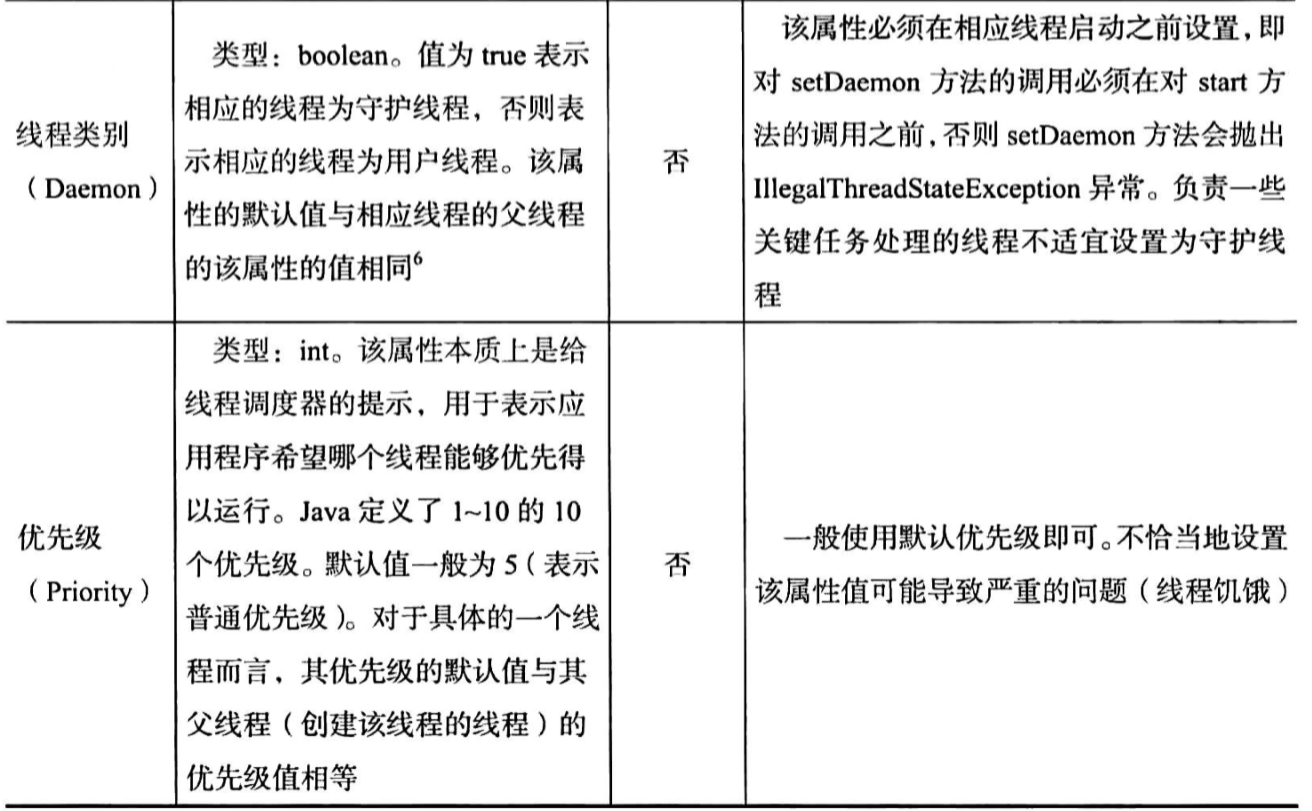 线程类别
（Daemon）
类型：boolean。值为 true 表示
相应的线程为守护线程，否则表
示相应的线程为用户线程。该属
性的默认值与相应线程的父线程
的该属性的值相同6
否
该属性必须在相应线程启动之前设置，即
对 setDaemon 方法的调用必须在对 start 方
法的调用之前，否则 setDaemon 方法会抛出
IllegalThreadStateException 异常。负责一些
关键任务处理的线程不适宜设置为守护线
程
优先级
（Priority）
类型：int。该属性本质上是给
线程调度器的提示，用于表示应
用程序希望哪个线程能够优先得
以运行。Java 定义了 1~10 的 10
个优先级。默认值一般为 5（表示
普通优先级）。对于具体的一个线
程而言，其优先级的默认值与其
父线程（创建该线程的线程）的
优先级值相等
否
一般使用默认优先级即可。不恰当地设置
该属性值可能导致严重的问题（线程饥饿）